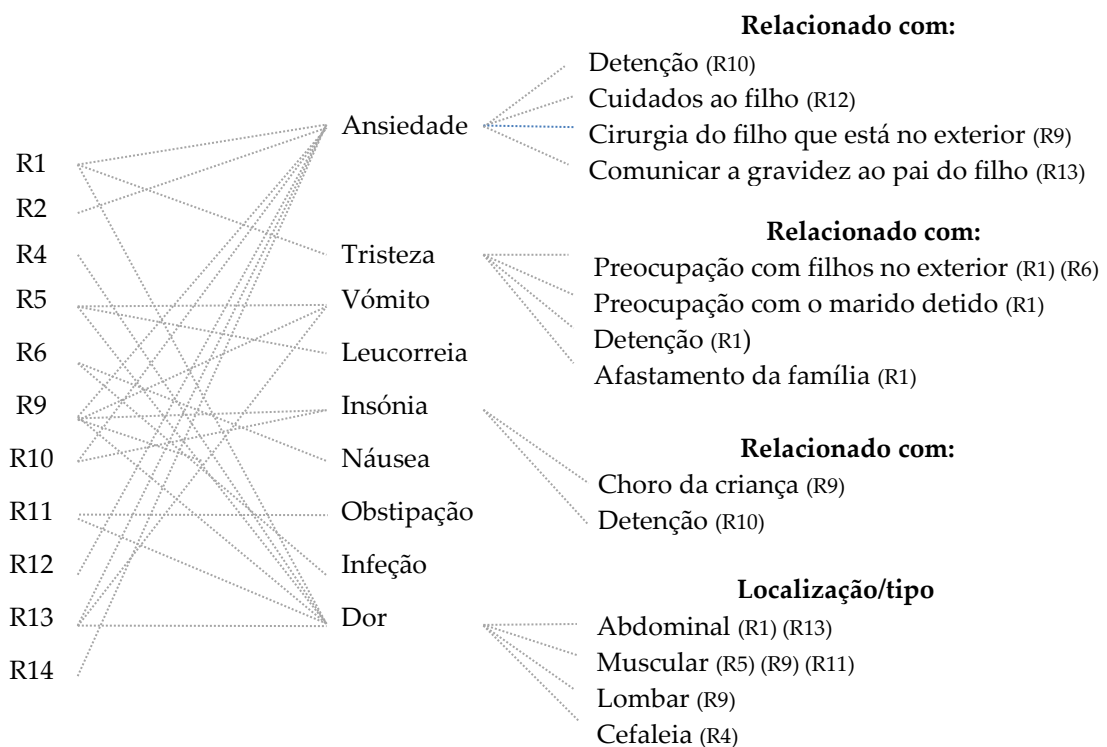 R1
R2
R4
R5
R6
R9
R10
R11
R12
R13
R14
Ansiedade
Tristeza
Vómito
Leucorreia
Insónia
Náusea
Obstipação
Infeção
Dor
Relacionado com:
Detenção (R10)
Cuidados ao filho (R12)
Cirurgia do filho que está no exterior (R9)
Comunicar a gravidez ao pai do filho (R13)
Relacionado com:
Preocupação com filhos no exterior (R1) (R6)
Preocupação com o marido detido (R1)
Detenção (R1)
Afastamento da família (R1)
Relacionado com:
Choro da criança (R9)
Detenção (R10)
Localização/tipo
Abdominal (R1) (R13)
Muscular (R5) (R9) (R11)
Lombar (R9)
Cefaleia (R4)